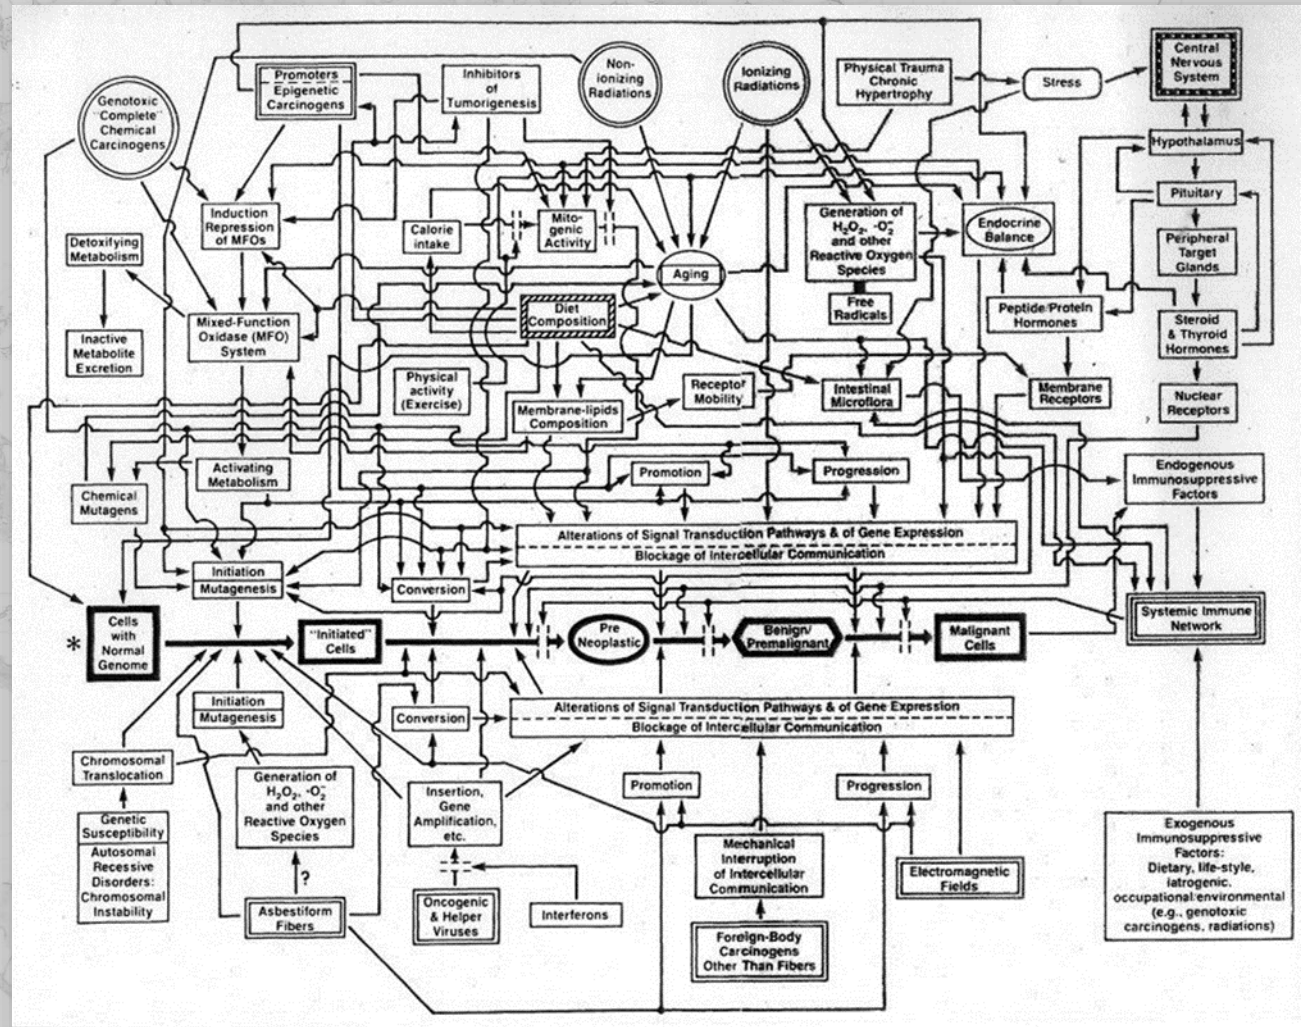 Genotoxic
"Complete"
Chemical
Carcinogens
Promoters
Epigenetic
Carcinogens
Inhibitors
of
Tumorigenesis
Non-
ionizing
Radiations
Ionizing
Radiations
Physical Trauma
Chronic
Hypertrophy
Stress
Central
Nervous
System
Hypothalamus
Pituitary
Peripheral
Target
Glands
Steroid
& Thyroid
Hormones
Nuclear
Receptors
Detoxifying
Metabolism
Inactive
Metabolite
Excretion
Induction
Repression
of MFOs
Mixed-Function
Oxidase (MFO)
System
Calorie
intake
Mito-
genic
Activity
Aging
Diet
Composition
Generation of
H₂O₂, ·O₂⁻
and other
Reactive Oxygen
Species
Free
Radicals
Endocrine
Balance
Peptide/Protein
Hormones
Membrane
Receptors
Physical
activity
(Exercise)
Membrane-lipids
Composition
Receptor
Mobility
Intestinal
Microflora
Activating
Metabolism
Chemical
Mutagens
Promotion
Progression
Endogenous
Immunosuppressive
Factors
Alterations of Signal Transduction Pathways & of Gene Expression
Blockage of Intercellular Communication
Initiation
Mutagenesis
Conversion
* Cells
with
Normal
Genome
"Initiated"
Cells
Pre
Neoplastic
Benign/
Premalignant
Malignant
Cells
Systemic Immune
Network
Initiation
Mutagenesis
Conversion
Alterations of Signal Transduction Pathways & of Gene Expression
Blockage of Intercellular Communication
Chromosomal
Translocation
Genetic
Susceptibility
Autosomal
Recessive
Disorders:
Chromosomal
Instability
Generation of
H₂O₂, ·O₂⁻
and other
Reactive Oxygen
Species
?
Asbestiform
Fibers
Insertion,
Gene
Amplification,
etc.
Oncogenic
& Helper
Viruses
Interferons
Promotion
Progression
Mechanical
Interruption
of Intercellular
Communication
Foreign-Body
Carcinogens
Other Than Fibers
Electromagnetic
Fields
Exogenous
Immunosuppressive
Factors:
Dietary, life-style,
iatrogenic,
occupational/environmental
(e.g., genotoxic
carcinogens, radiations)